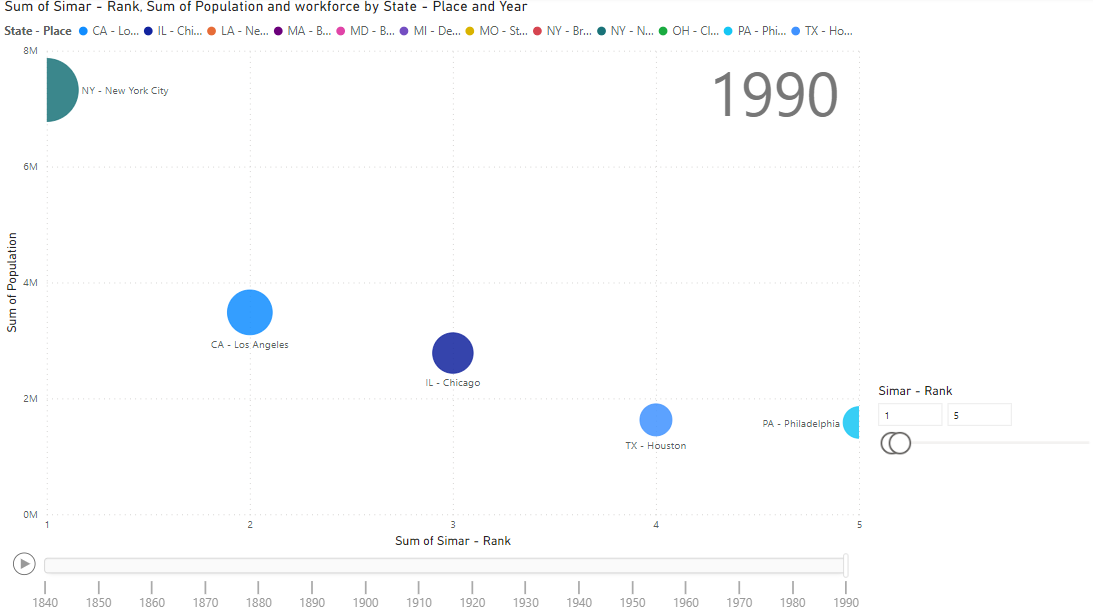 Sum of Simar - Rank, Sum of Population and workforce by State - Place and Year
State - Place CA - Lo... IL - Chi... LA - Ne... MA - B... MD - B... MI - De... MO - St... NY - Br... NY - N... OH - Cl... PA - Phi... TX - Ho...
8M
1990
NY - New York City
6M
Sum of Population
4M
CA - Los Angeles
IL - Chicago
2M
Simar - Rank
1 5
PA - Philadelphia
TX - Houston
0M
1 2 3 4 5
Sum of Simar - Rank
1840 1850 1860 1870 1880 1890 1900 1910 1920 1930 1940 1950 1960 1970 1980 1990